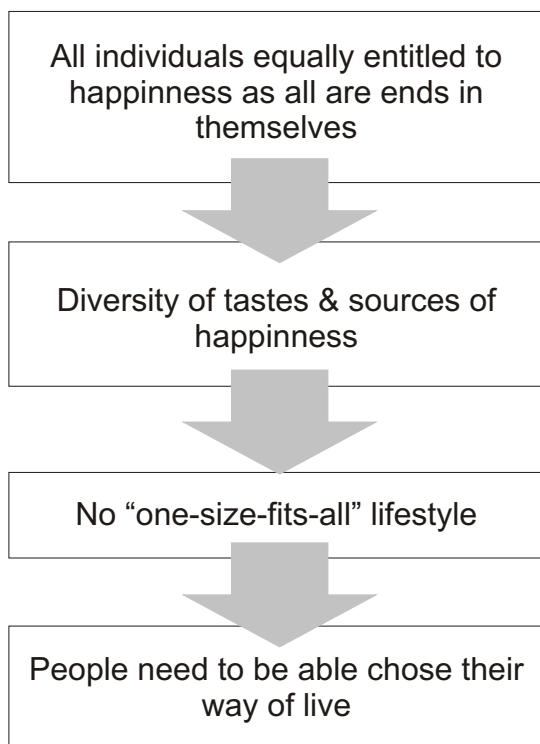 All individuals equally entitled to
happinness as all are ends in
themselves
Diversity of tastes & sources of
happinness
No “one-size-fits-all” lifestyle
People need to be able chose their
way of live